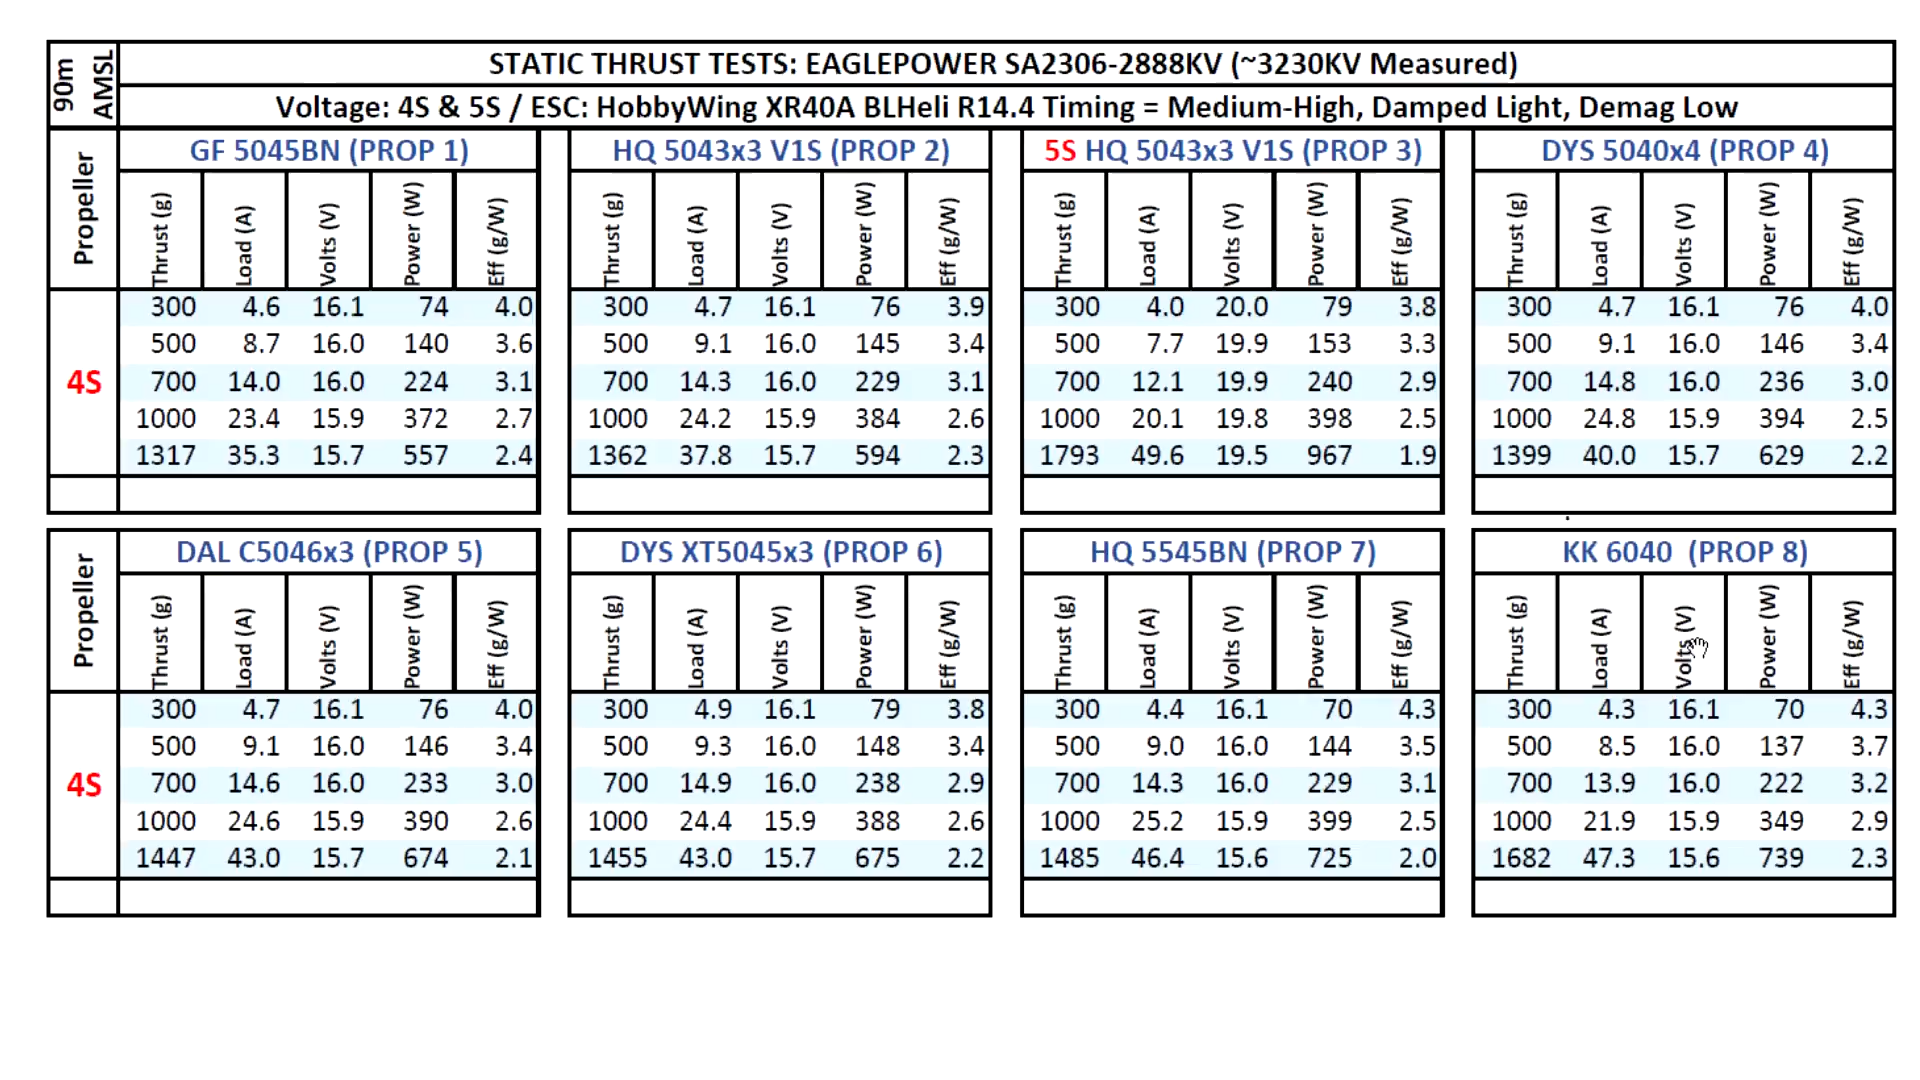 90m AMSL
STATIC THRUST TESTS: EAGLEPOWER SA2306-2888KV (~3230KV Measured)
Voltage: 4S & 5S / ESC: HobbyWing XR40A BLHeli R14.4 Timing = Medium-High, Damped Light, Demag Low
Propeller
GF 5045BN (PROP 1)
Thrust (g) Load (A) Volts (V) Power (W) Eff (g/W)
4S
300 4.6 16.1 74 4.0
500 8.7 16.0 140 3.6
700 14.0 16.0 224 3.1
1000 23.4 15.9 372 2.7
1317 35.3 15.7 557 2.4
HQ 5043x3 V1S (PROP 2)
Thrust (g) Load (A) Volts (V) Power (W) Eff (g/W)
300 4.7 16.1 76 3.9
500 9.1 16.0 145 3.4
700 14.3 16.0 229 3.1
1000 24.2 15.9 384 2.6
1362 37.8 15.7 594 2.3
5S HQ 5043x3 V1S (PROP 3)
Thrust (g) Load (A) Volts (V) Power (W) Eff (g/W)
300 4.0 20.0 79 3.8
500 7.7 19.9 153 3.3
700 12.1 19.9 240 2.9
1000 20.1 19.8 398 2.5
1793 49.6 19.5 967 1.9
DYS 5040x4 (PROP 4)
Thrust (g) Load (A) Volts (V) Power (W) Eff (g/W)
300 4.7 16.1 76 4.0
500 9.1 16.0 146 3.4
700 14.8 16.0 236 3.0
1000 24.8 15.9 394 2.5
1399 40.0 15.7 629 2.2
Propeller
DAL C5046x3 (PROP 5)
Thrust (g) Load (A) Volts (V) Power (W) Eff (g/W)
4S
300 4.7 16.1 76 4.0
500 9.1 16.0 146 3.4
700 14.6 16.0 233 3.0
1000 24.6 15.9 390 2.6
1447 43.0 15.7 674 2.1
DYS XT5045x3 (PROP 6)
Thrust (g) Load (A) Volts (V) Power (W) Eff (g/W)
300 4.9 16.1 79 3.8
500 9.3 16.0 148 3.4
700 14.9 16.0 238 2.9
1000 24.4 15.9 388 2.6
1455 43.0 15.7 675 2.2
HQ 5545BN (PROP 7)
Thrust (g) Load (A) Volts (V) Power (W) Eff (g/W)
300 4.4 16.1 70 4.3
500 9.0 16.0 144 3.5
700 14.3 16.0 229 3.1
1000 25.2 15.9 399 2.5
1485 46.4 15.6 725 2.0
KK 6040 (PROP 8)
Thrust (g) Load (A) Volts (V) Power (W) Eff (g/W)
300 4.3 16.1 70 4.3
500 8.5 16.0 137 3.7
700 13.9 16.0 222 3.2
1000 21.9 15.9 349 2.9
1682 47.3 15.6 739 2.3